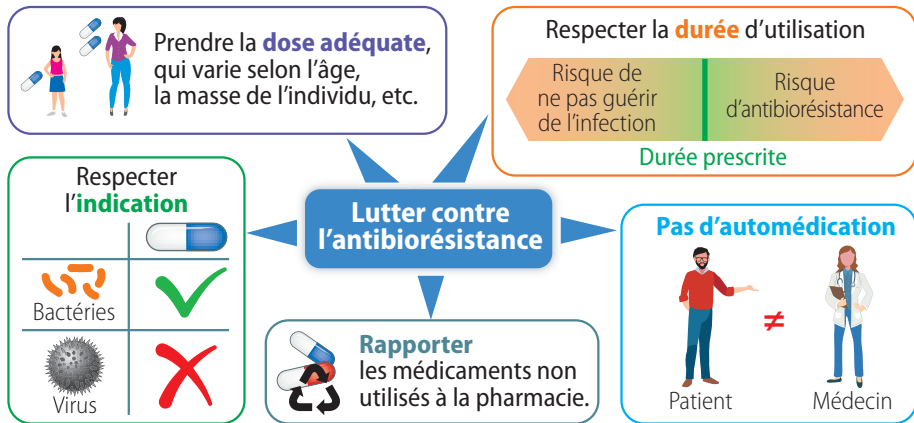 Prendre la dose adéquate,
qui varie selon l'âge,
la masse de l'individu, etc.
Respecter la durée d'utilisation
Risque de
ne pas guérir
de l'infection
Risque
d'antibiorésistance
Durée prescrite
Respecter
l'indication
Bactéries
Virus
Lutter contre
l'antibiorésistance
Pas d'automédication
≠
Patient
Médecin
Rapporter
les médicaments non
utilisés à la pharmacie.